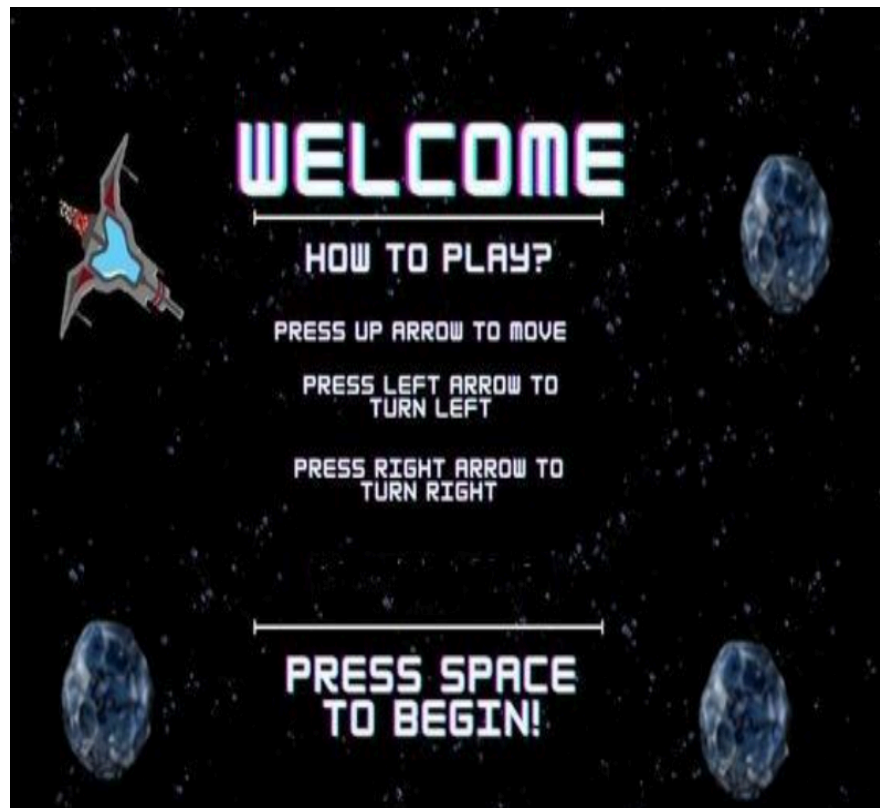 WELCOME
HOW TO PLAY?
PRESS UP ARROW TO MOVE
PRESS LEFT ARROW TO
TURN LEFT
PRESS RIGHT ARROW TO
TURN RIGHT
PRESS SPACE
TO BEGIN!